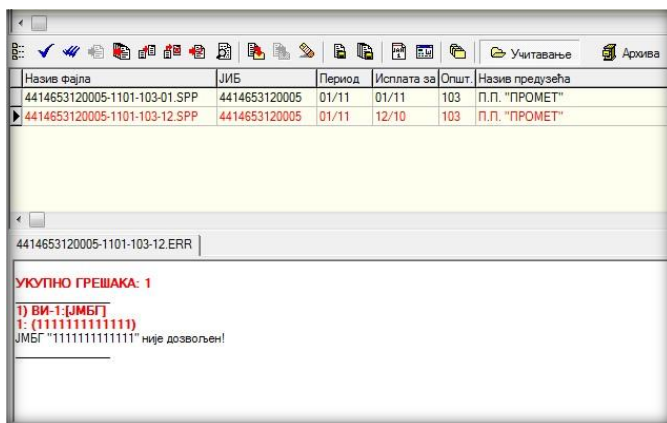 Учитавање Архива
Назив фајла ЈИБ Период Исплата за Општ. Назив предузећа
4414653120005-1101-103-01.SPP 4414653120005 01/11 01/11 103 П.П. "ПРОМЕТ"
4414653120005-1101-103-12.SPP 4414653120005 01/11 12/10 103 П.П. "ПРОМЕТ"
4414653120005-1101-103-12.ERR
УКУПНО ГРЕШАКА: 1
1) ВИ-1:[ЈМБГ]
1: (1111111111111)
ЈМБГ "1111111111111" није дозвољен!